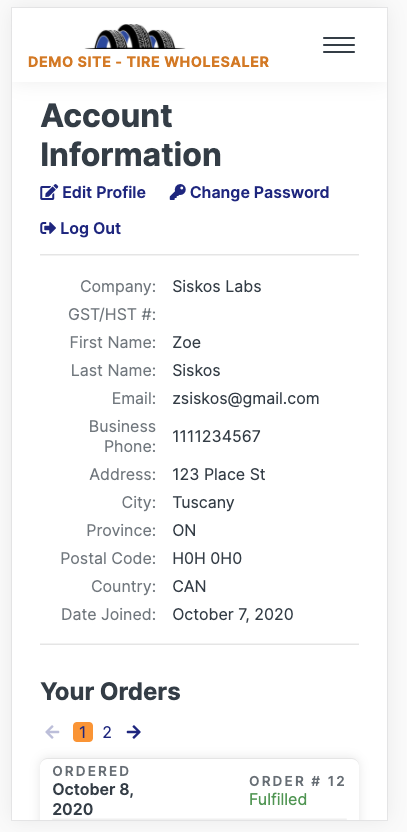 DEMO SITE - TIRE WHOLESALER
Account
Information
Edit Profile Change Password
Log Out
Company: Siskos Labs
GST/HST #:
First Name: Zoe
Last Name: Siskos
Email: zsiskos@gmail.com
Business
Phone: 1111234567
Address: 123 Place St
City: Tuscany
Province: ON
Postal Code: H0H 0H0
Country: CAN
Date Joined: October 7, 2020
Your Orders
1 2
ORDERED
October 8,
2020
ORDER # 12
Fulfilled